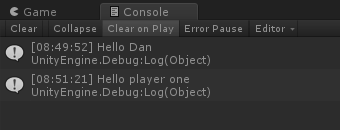 Game
Console
Clear Collapse Clear on Play Error Pause Editor
[08:49:52] Hello Dan
UnityEngine.Debug:Log(Object)
[08:51:21] Hello player one
UnityEngine.Debug:Log(Object)